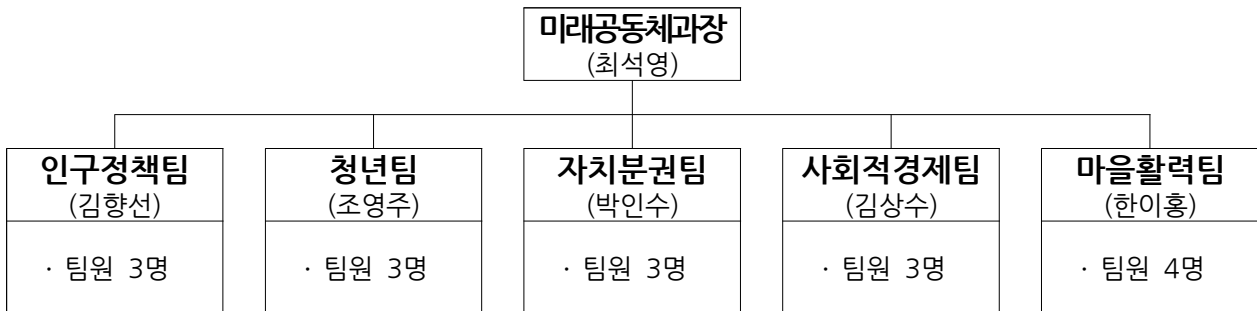 미래공동체과장
(최석영)
인구정책팀
(김향선)
· 팀원 3명
청년팀
(조영주)
· 팀원 3명
자치분권팀
(박인수)
· 팀원 3명
사회적경제팀
(김상수)
· 팀원 3명
마을활력팀
(한이홍)
· 팀원 4명